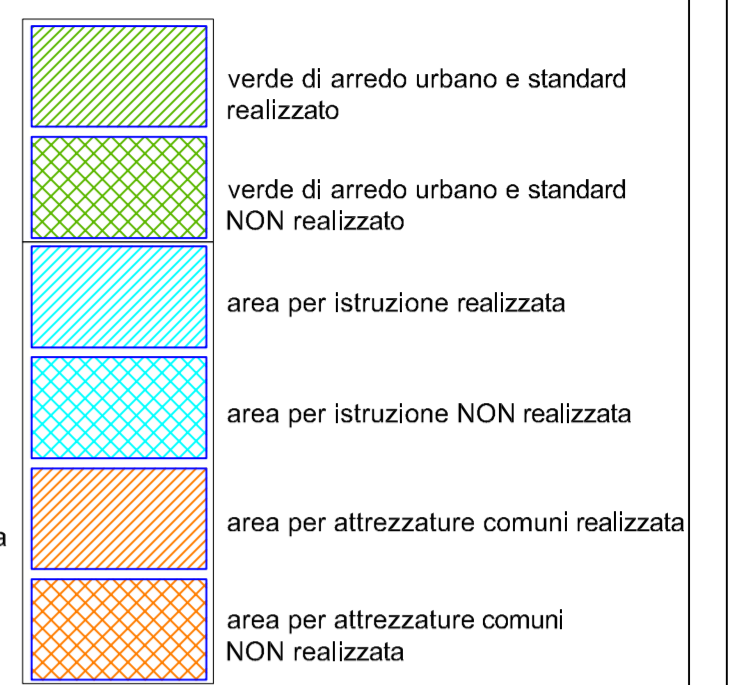 verde di arredo urbano e standard
realizzato
verde di arredo urbano e standard
NON realizzato
area per istruzione realizzata
area per istruzione NON realizzata
area per attrezzature comuni realizzata
a
area per attrezzature comuni
NON realizzata